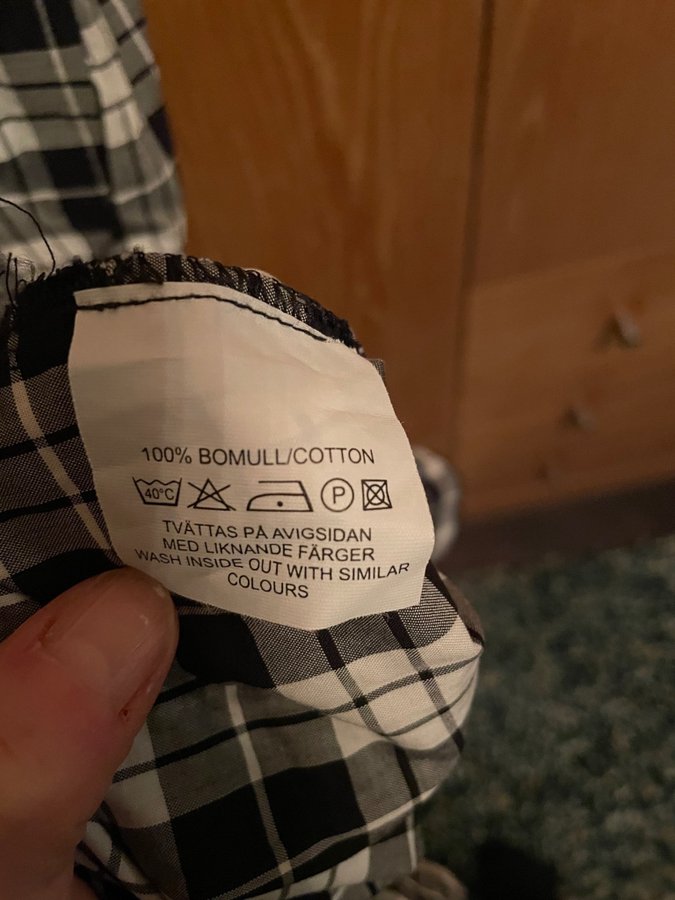 100% BOMULL/COTTON
40°C P
TVÄTTAS PÅ AVIGSIDAN
MED LIKNANDE FÄRGER
WASH INSIDE OUT WITH SIMILAR
COLOURS